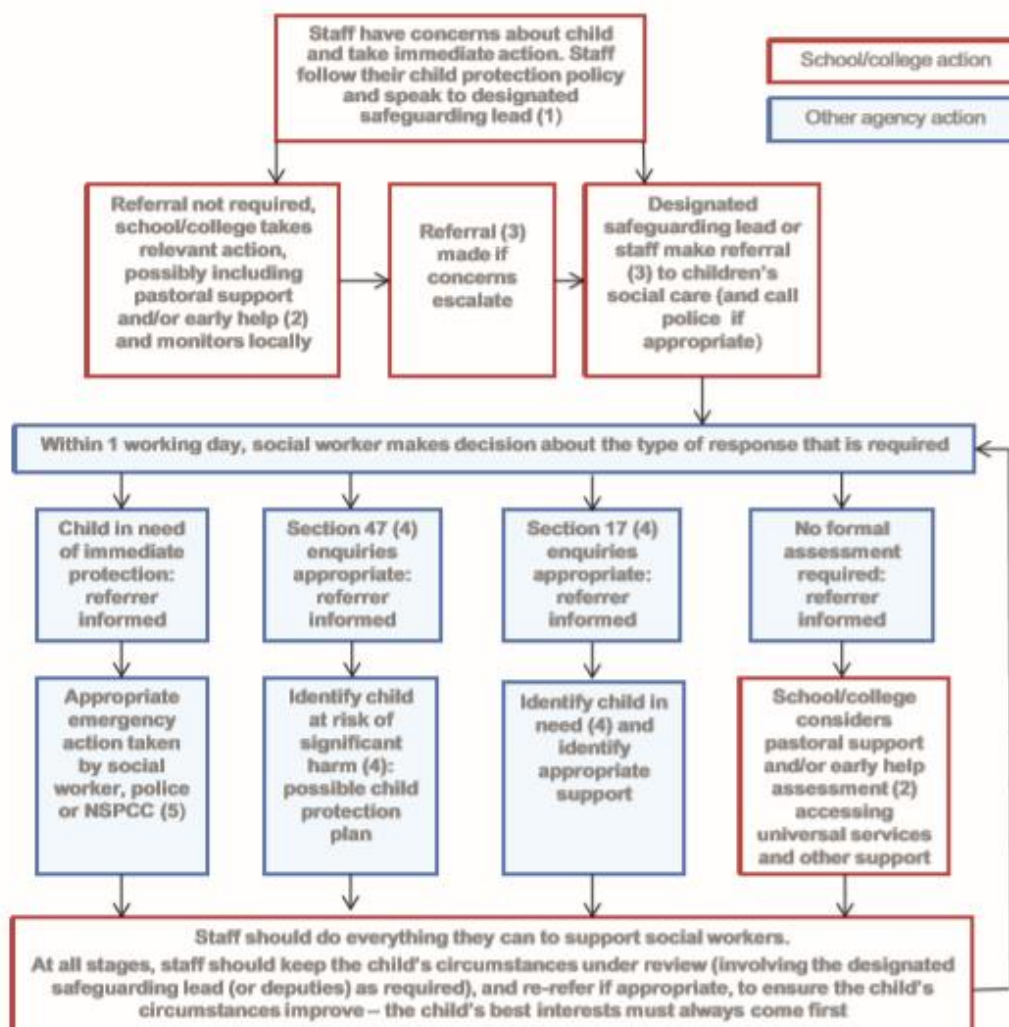 Staff have concerns about child
and take immediate action. Staff
follow their child protection policy
and speak to designated
safeguarding lead (1)
School/college action
Other agency action
Referral not required,
school/college takes
relevant action,
possibly including
pastoral support
and/or early help (2)
and monitors locally
Referral (3)
made if
concerns
escalate
Designated
safeguarding lead or
staff make referral
(3) to children's
social care (and call
police if
appropriate)
Within 1 working day, social worker makes decision about the type of response that is required
Child in need
of immediate
protection:
referrer
informed
Section 47 (4)
enquiries
appropriate:
referrer
informed
Section 17 (4)
enquiries
appropriate:
referrer
informed
No formal
assessment
required:
referrer
informed
Appropriate
emergency
action taken
by social
worker, police
or NSPCC (5)
Identify child
at risk of
significant
harm (4):
possible child
protection
plan
Identify child in
need (4) and
identify
appropriate
support
School/college
considers
pastoral support
and/or early help
assessment (2)
accessing
universal services
and other support
Staff should do everything they can to support social workers.
At all stages, staff should keep the child's circumstances under review (involving the designated
safeguarding lead (or deputies) as required), and re-refer if appropriate, to ensure the child's
circumstances improve – the child's best interests must always come first